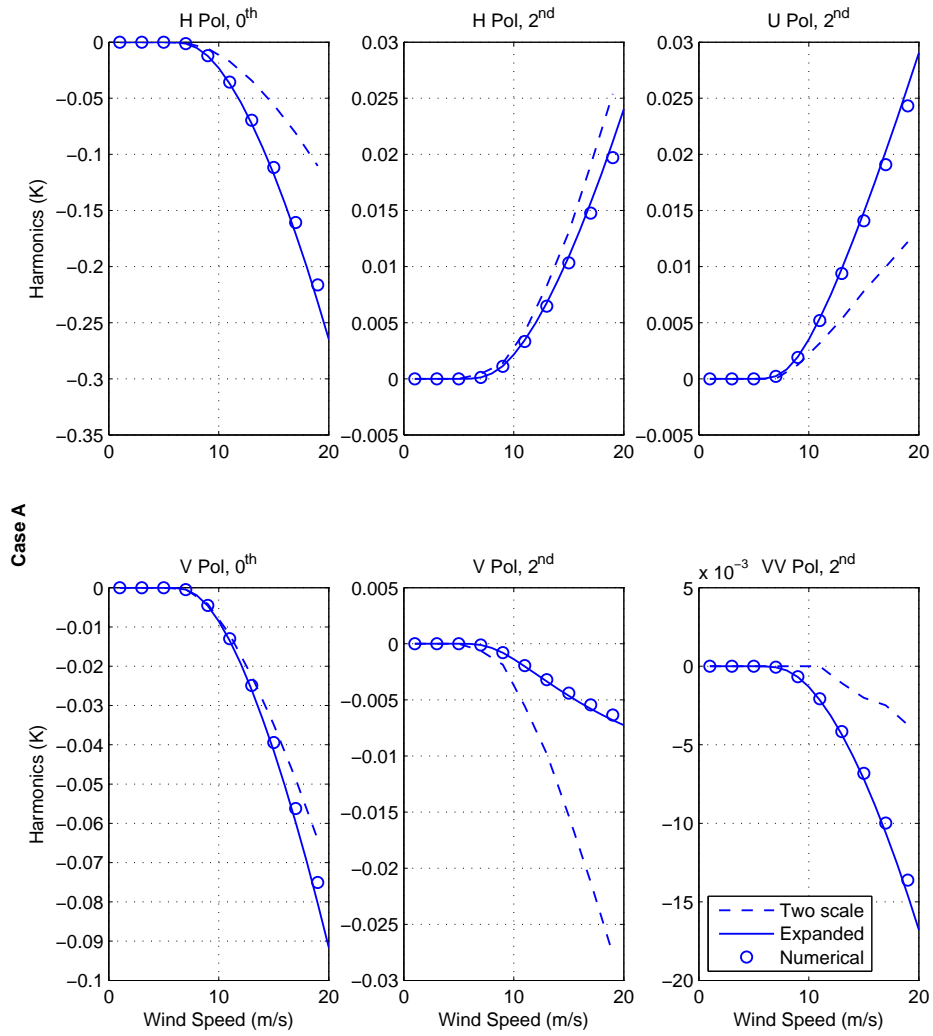 H Pol, 0th
0
−0.05
−0.1
−0.15
−0.2
−0.25
−0.3
−0.35
0 10 20
Harmonics (K)
H Pol, 2nd
0.03
0.025
0.02
0.015
0.01
0.005
0
−0.005
0 10 20
U Pol, 2nd
0.03
0.025
0.02
0.015
0.01
0.005
0
−0.005
0 10 20
Case A
V Pol, 0th
0
−0.01
−0.02
−0.03
−0.04
−0.05
−0.06
−0.07
−0.08
−0.09
−0.1
0 10 20
Harmonics (K)
Wind Speed (m/s)
V Pol, 2nd
0.005
0
−0.005
−0.01
−0.015
−0.02
−0.025
−0.03
0 10 20
Wind Speed (m/s)
VV Pol, 2nd
x 10−3
5
0
−5
−10
−15
−20
0 10 20
Wind Speed (m/s)
Two scale
Expanded
Numerical